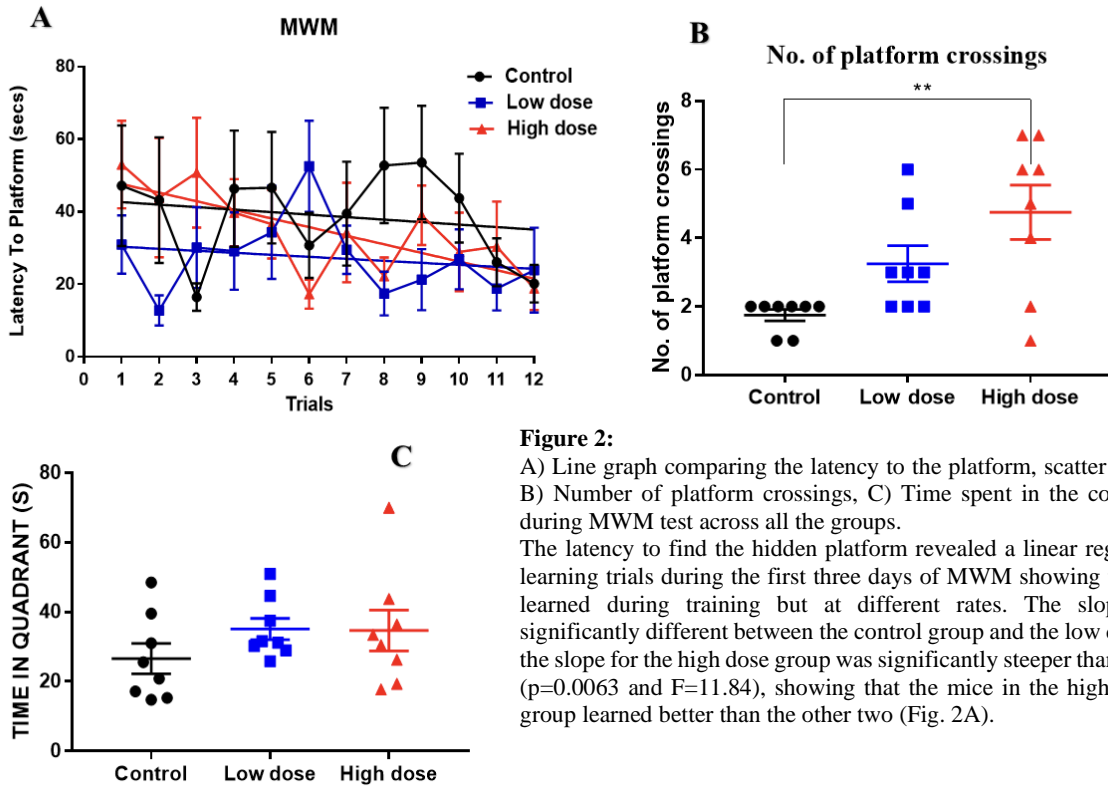 A
MWM
Latency To Platform (secs)
80
60
40
20
0
0 1 2 3 4 5 6 7 8 9 10 11 12
Trials
Control
Low dose
High dose
B
No. of platform crossings
**
No. of platform crossings
8
6
4
2
0
Control Low dose High dose
C
TIME IN QUADRANT (S)
80
60
40
20
0
Control Low dose High dose
Figure 2:
A) Line graph comparing the latency to the platform, scatter
B) Number of platform crossings, C) Time spent in the co
during MWM test across all the groups.
The latency to find the hidden platform revealed a linear reg
learning trials during the first three days of MWM showing
learned during training but at different rates. The slop
significantly different between the control group and the low
the slope for the high dose group was significantly steeper than
(p=0.0063 and F=11.84), showing that the mice in the high
group learned better than the other two (Fig. 2A).